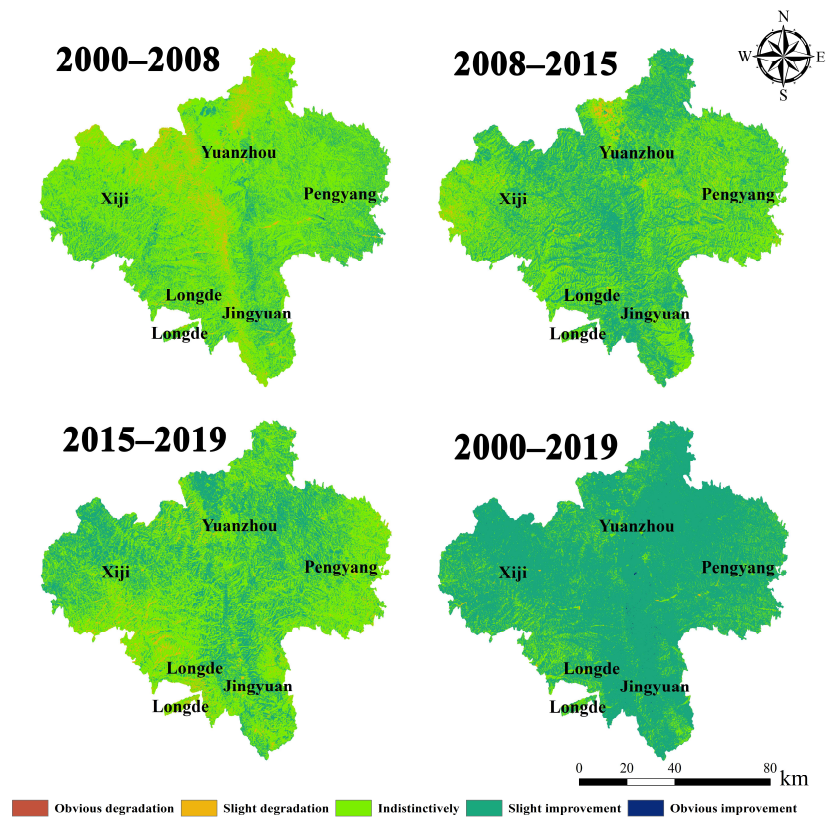 2000–2008
Yuanzhou
Xiji
Pengyang
Longde
Jingyuan
Longde
2008–2015
N
W
E
S
Yuanzhou
Xiji
Pengyang
Longde
Jingyuan
Longde
2015–2019
Yuanzhou
Xiji
Pengyang
Longde
Jingyuan
Longde
2000–2019
Yuanzhou
Xiji
Pengyang
Longde
Jingyuan
Longde
0 20 40 80
km
Obvious degradation Slight degradation Indistinctively Slight improvement Obvious improvement